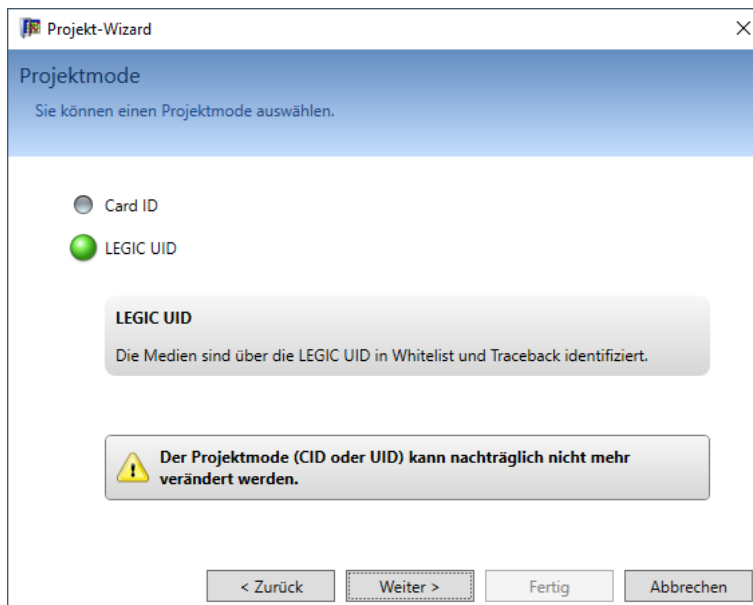 Projekt-Wizard
Projektmode
Sie können einen Projektmode auswählen.
Card ID
LEGIC UID
LEGIC UID
Die Medien sind über die LEGIC UID in Whitelist und Traceback identifiziert.
Der Projektmode (CID oder UID) kann nachträglich nicht mehr
verändert werden.
< Zurück Weiter > Fertig Abbrechen